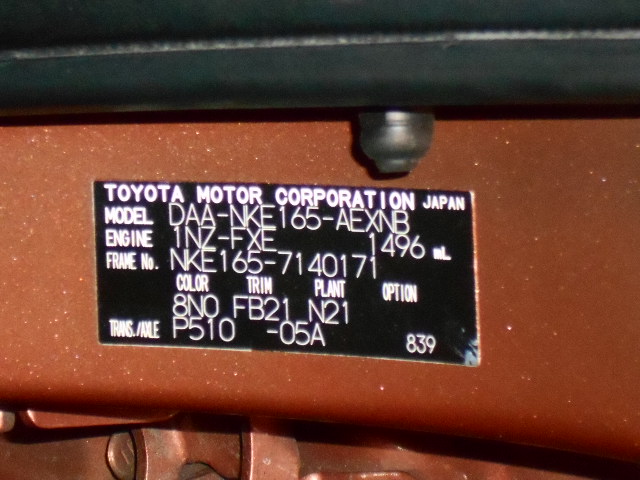 TOYOTA MOTOR CORPORATION JAPAN
MODEL DAA-NKE165-AEXNB
ENGINE 1NZ-FXE 1496 mL
FRAME No. NKE165-7140171
COLOR TRIM PLANT OPTION
8N0 FB21 N21
TRANS./AXLE P510 -05A 839